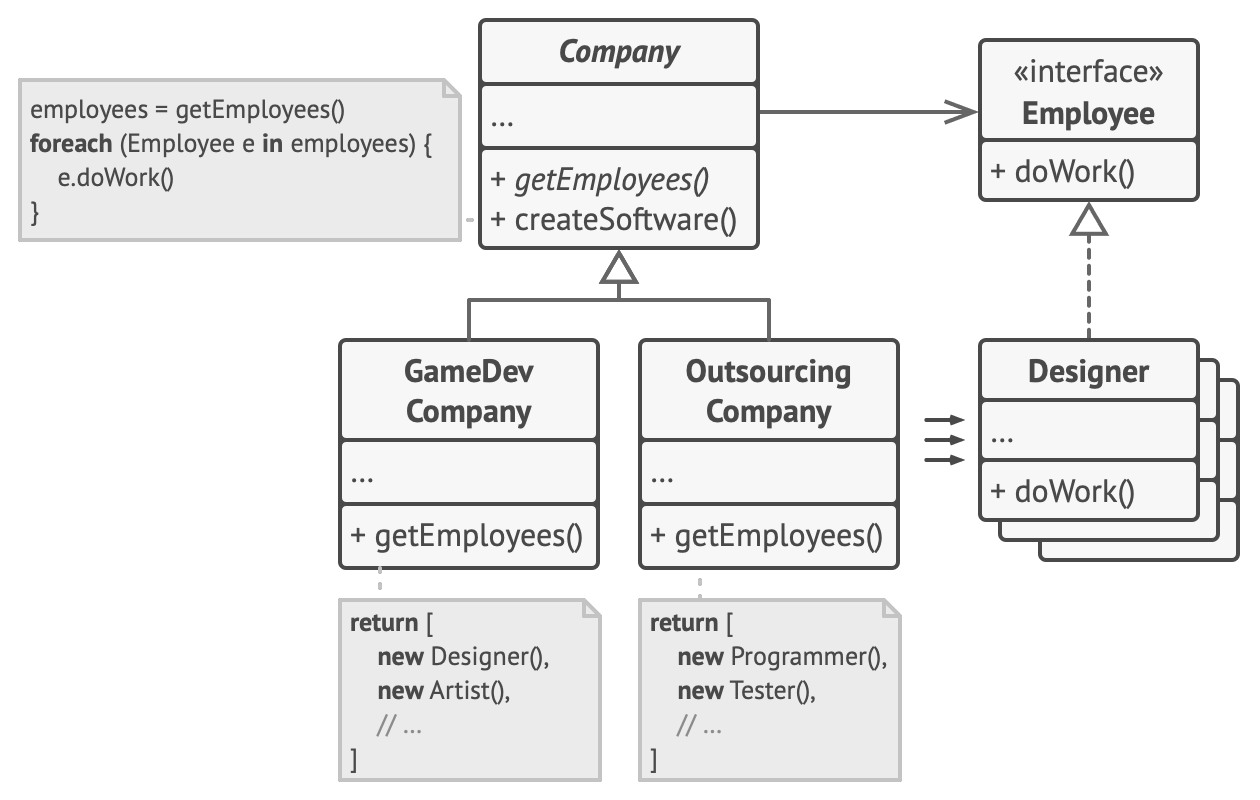 Company
...
+ getEmployees()
+ createSoftware()
employees = getEmployees()
foreach (Employee e in employees) {
e.doWork()
}
«interface»
Employee
+ doWork()
GameDev
Company
...
+ getEmployees()
Outsourcing
Company
...
+ getEmployees()
Designer
...
+ doWork()
return [
new Designer(),
new Artist(),
// ...
]
return [
new Programmer(),
new Tester(),
// ...
]